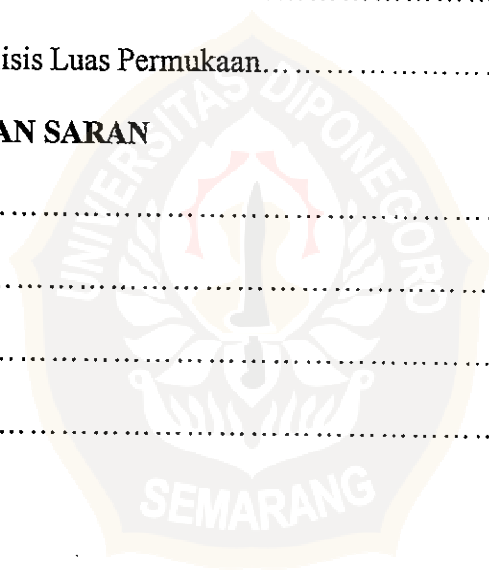 isis Luas Permukaan....................
AN SARAN
UNIVERSITAS DIPONEGORO
SEMARANG